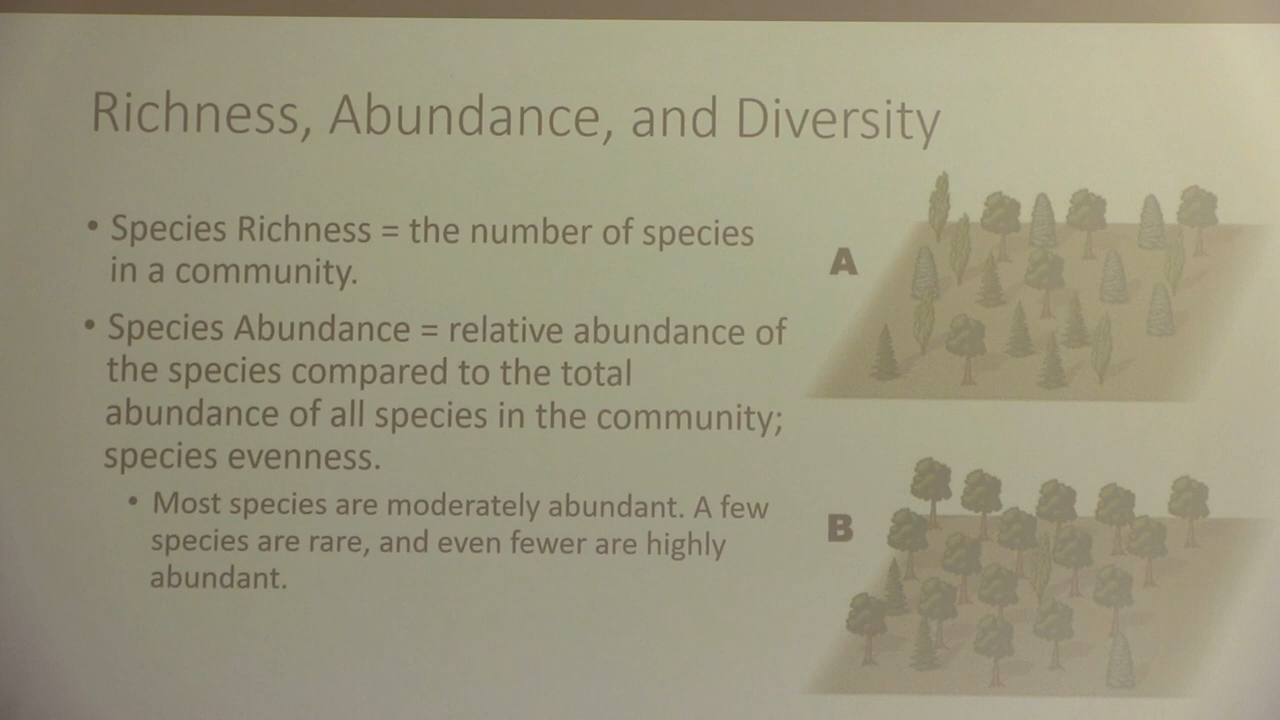 Richness, Abundance, and Diversity
• Species Richness = the number of species
in a community.
• Species Abundance = relative abundance of
the species compared to the total
abundance of all species in the community;
species evenness.
• Most species are moderately abundant. A few
species are rare, and even fewer are highly
abundant.
A
B